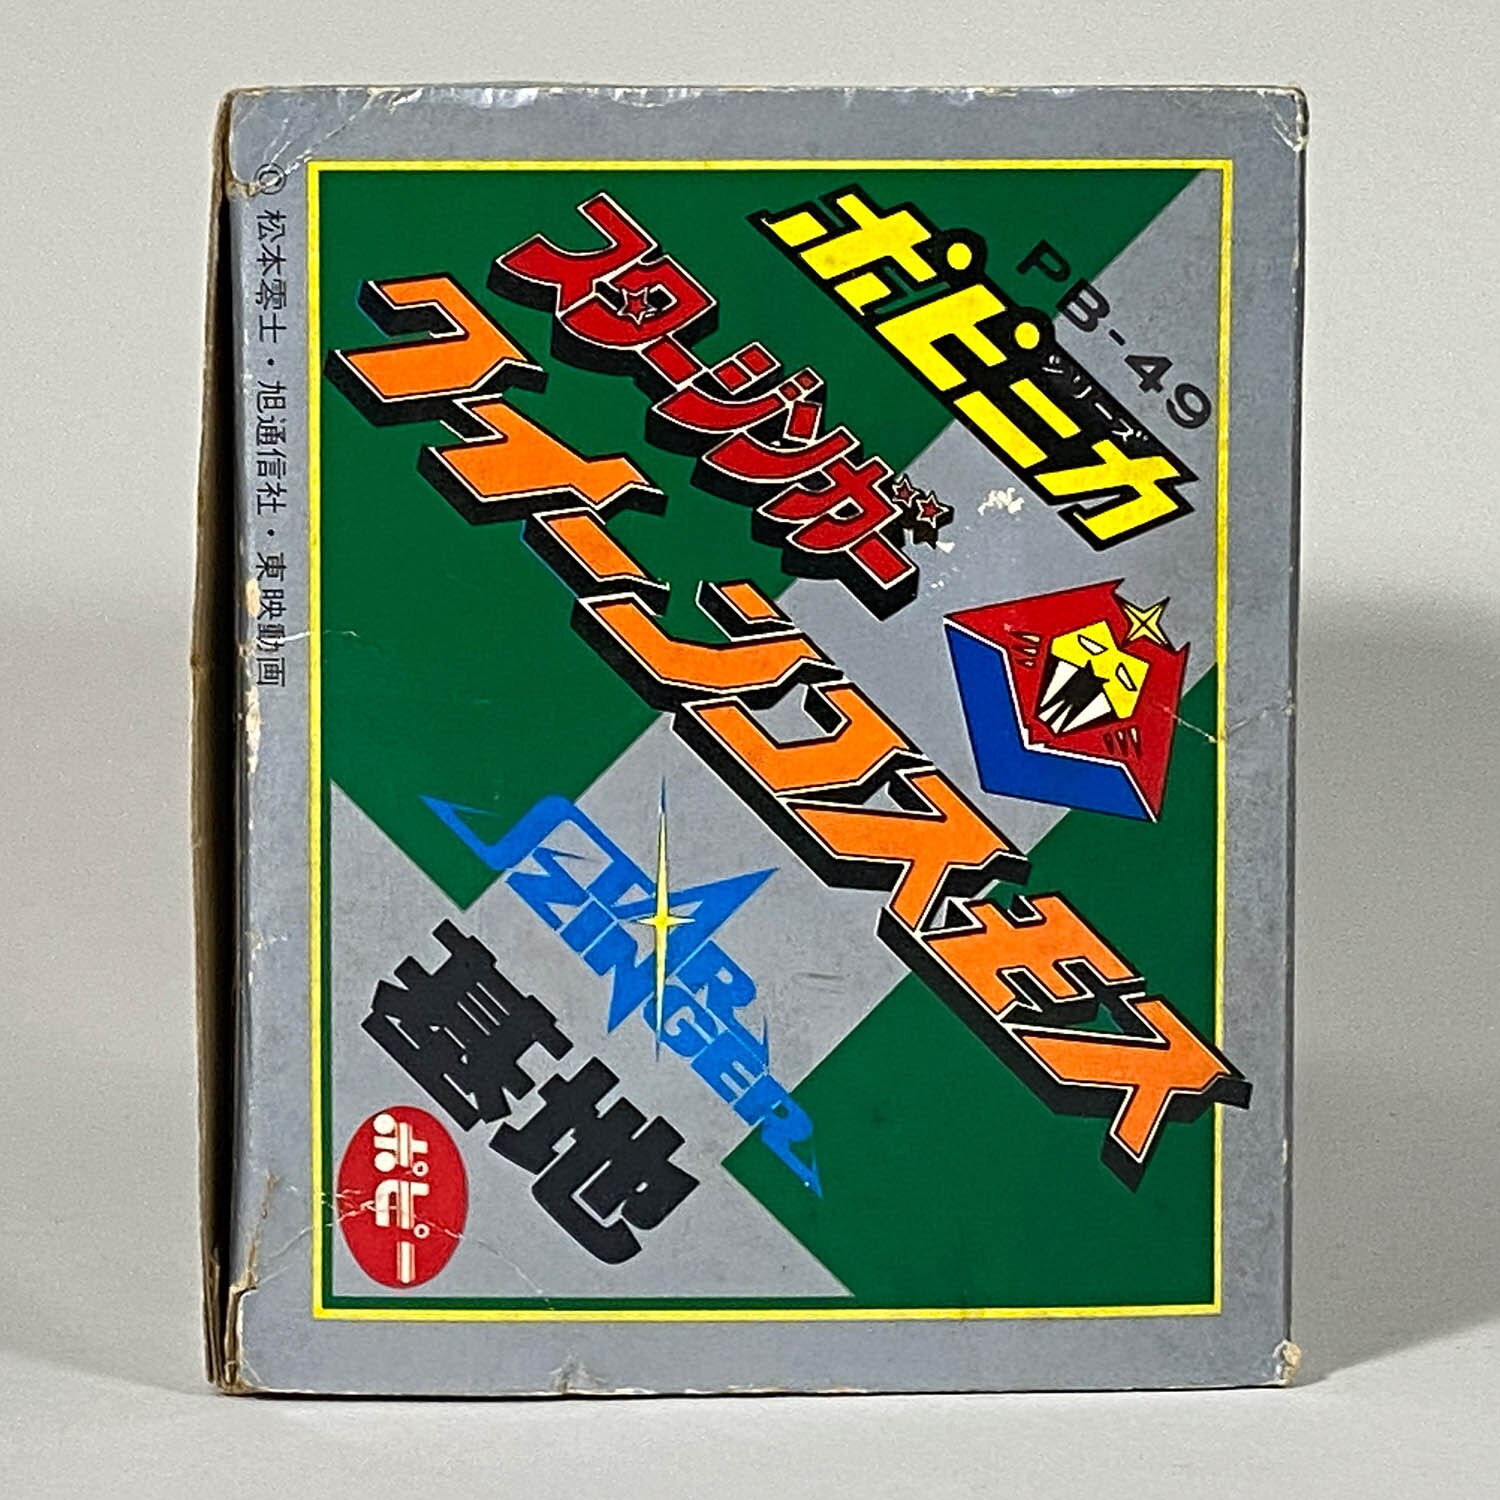 PB-49
ポピニカ
シリーズ
スタージンガー
クイーンコスモス
STAR
ZINGER
基地
ポピー
© 松本零士・旭通信社・東映動画